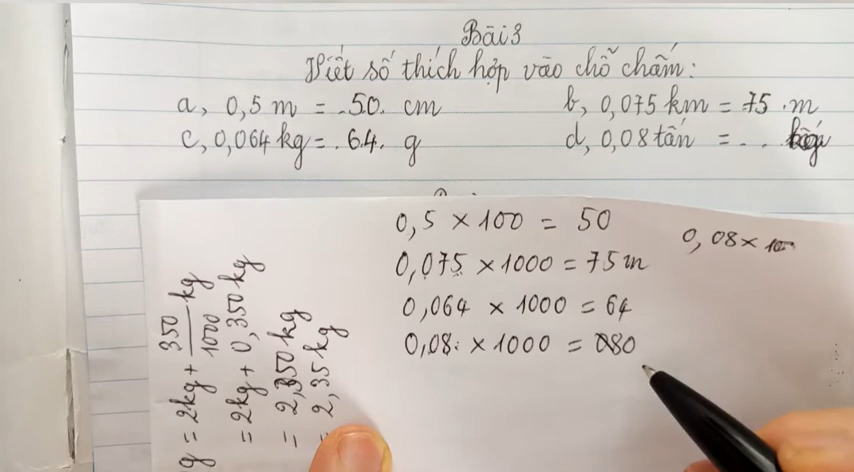 Bài 3
Viết số thích hợp vào chỗ chấm:
a, 0,5 m = .50. cm
b, 0,075 km = 75 .m
c, 0,064 kg = .64. g
d, 0,08 tấn = . .
0,5 × 100 = 50
0,08 ×
0,075 × 1000 = 75 m
0,064 × 1000 = 64
0,08. × 1000 = 080
g = 2kg + 350/1000 kg
= 2kg + 0,350 kg
= 2,350 kg
= 2,35 kg